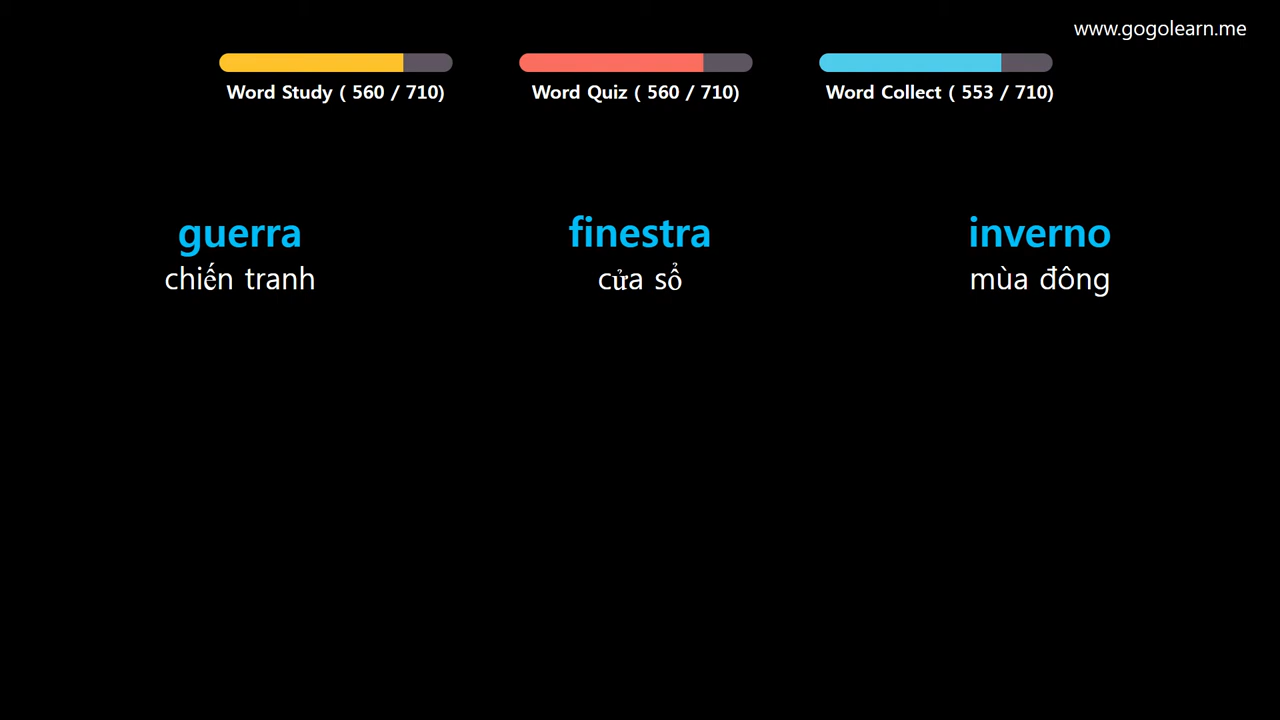 www.gogolearn.me
Word Study ( 560 / 710)
Word Quiz ( 560 / 710)
Word Collect ( 553 / 710)
guerra
chiến tranh
finestra
cửa sổ
inverno
mùa đông